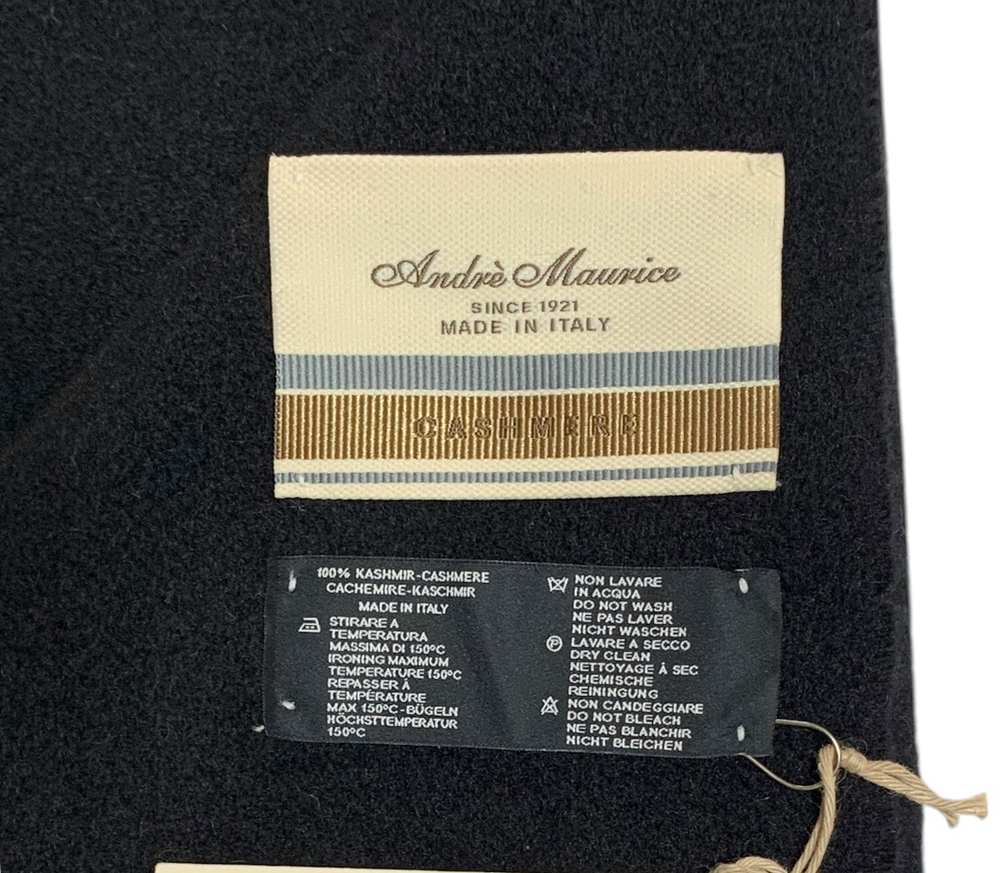 Andrè Maurice
SINCE 1921
MADE IN ITALY
CASHMERE
100% KASHMIR-CASHMERE
CACHEMIRE-KASCHMIR
MADE IN ITALY
STIRARE A
TEMPERATURA
MASSIMA DI 150°C
IRONING MAXIMUM
TEMPERATURE 150°C
REPASSER À
TEMPÉRATURE
MAX 150°C-BÜGELN
HÖCHSTTEMPERATUR
150°C
NON LAVARE
IN ACQUA
DO NOT WASH
NE PAS LAVER
NICHT WASCHEN
P LAVARE A SECCO
DRY CLEAN
NETTOYAGE À SEC
CHEMISCHE
REININGUNG
NON CANDEGGIARE
DO NOT BLEACH
NE PAS BLANCHIR
NICHT BLEICHEN